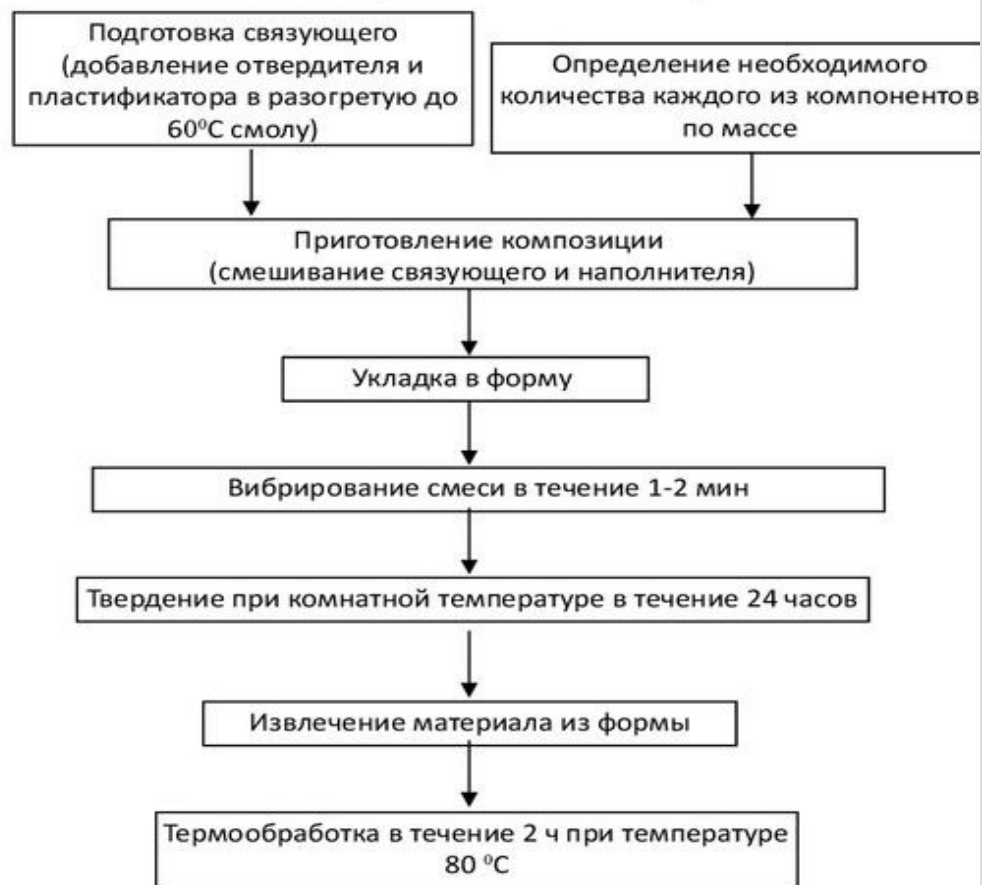 Подготовка связующего
(добавление отвердителя и
пластификатора в разогретую до
60⁰С смолу)
Определение необходимого
количества каждого из компонентов
по массе
Приготовление композиции
(смешивание связующего и наполнителя)
Укладка в форму
Вибрирование смеси в течение 1-2 мин
Твердение при комнатной температуре в течение 24 часов
Извлечение материала из формы
Термообработка в течение 2 ч при температуре
80 ⁰С